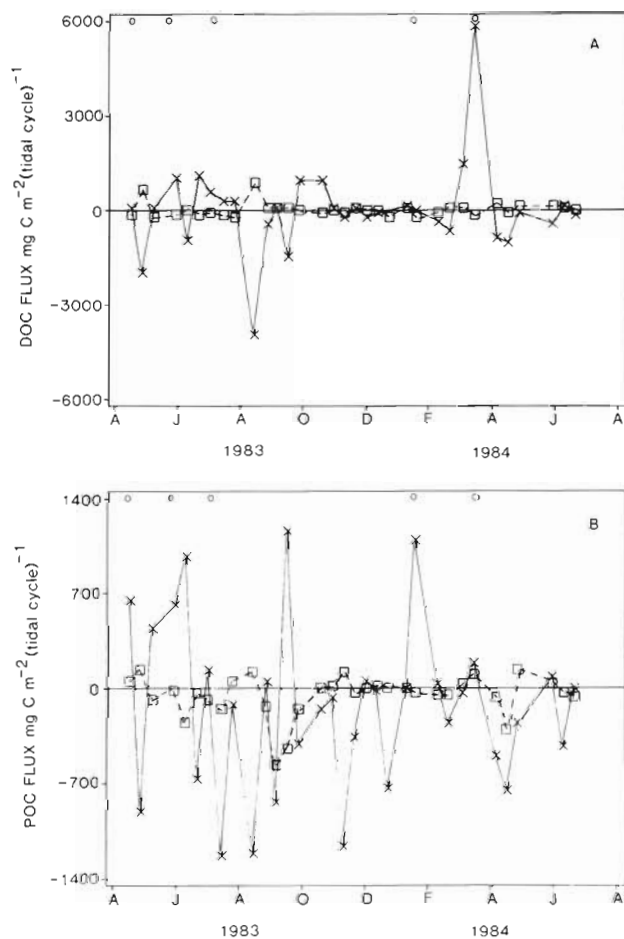 A
6000
3000
0
-3000
-6000
DOC FLUX mg C m⁻² (tidal cycle)⁻¹
A J A O D F A J A
1983 1984
B
1400
700
0
-700
-1400
POC FLUX mg C m⁻² (tidal cycle)⁻¹
A J A O D F A J A
1983 1984